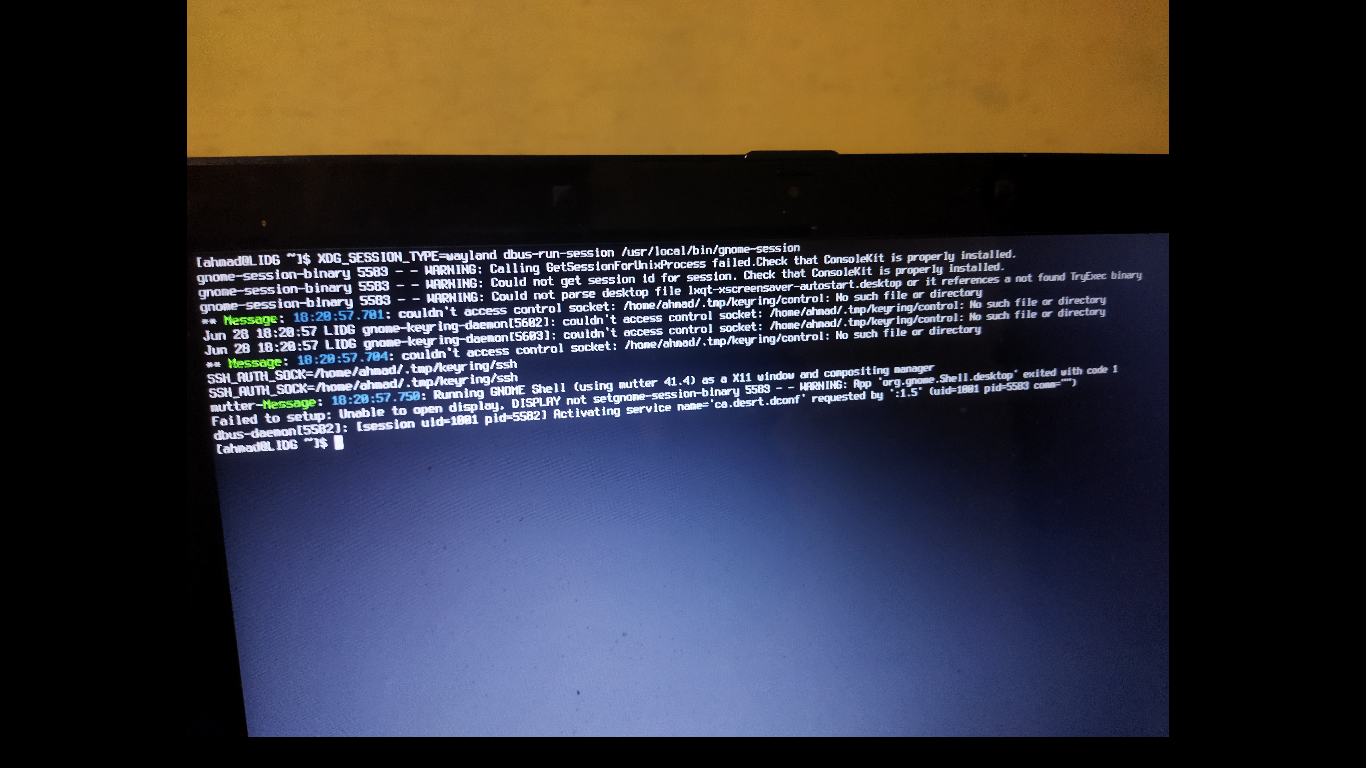 [ahmad@LIDG ~]$ XDG_SESSION_TYPE=wayland dbus-run-session /usr/local/bin/gnome-session
gnome-session-binary 5583 - - WARNING: Calling GetSessionForUnixProcess failed.Check that ConsoleKit is properly installed.
gnome-session-binary 5583 - - WARNING: Could not get session id for session. Check that ConsoleKit is properly installed.
gnome-session-binary 5583 - - WARNING: Could not parse desktop file lxqt-xscreensaver-autostart.desktop or it references a not found TryExec binary
** Message: 18:20:57.701: couldn't access control socket: /home/ahmad/.tmp/keyring/control: No such file or directory
Jun 28 18:20:57 LIDG gnome-keyring-daemon[5602]: couldn't access control socket: /home/ahmad/.tmp/keyring/control: No such file or directory
Jun 28 18:20:57 LIDG gnome-keyring-daemon[5603]: couldn't access control socket: /home/ahmad/.tmp/keyring/control: No such file or directory
** Message: 18:20:57.704: couldn't access control socket: /home/ahmad/.tmp/keyring/control: No such file or directory
SSH_AUTH_SOCK=/home/ahmad/.tmp/keyring/ssh
SSH_AUTH_SOCK=/home/ahmad/.tmp/keyring/ssh
mutter-Message: 18:20:57.750: Running GNOME Shell (using mutter 41.4) as a X11 window and compositing manager
Failed to setup: Unable to open display, DISPLAY not setgnome-session-binary 5583 - - WARNING: App 'org.gnome.Shell.desktop' exited with code 1
dbus-daemon[5582]: [session uid=1001 pid=5582] Activating service name='ca.desrt.dconf' requested by ':1.5' (uid=1001 pid=5583 comm="")
[ahmad@LIDG ~]$